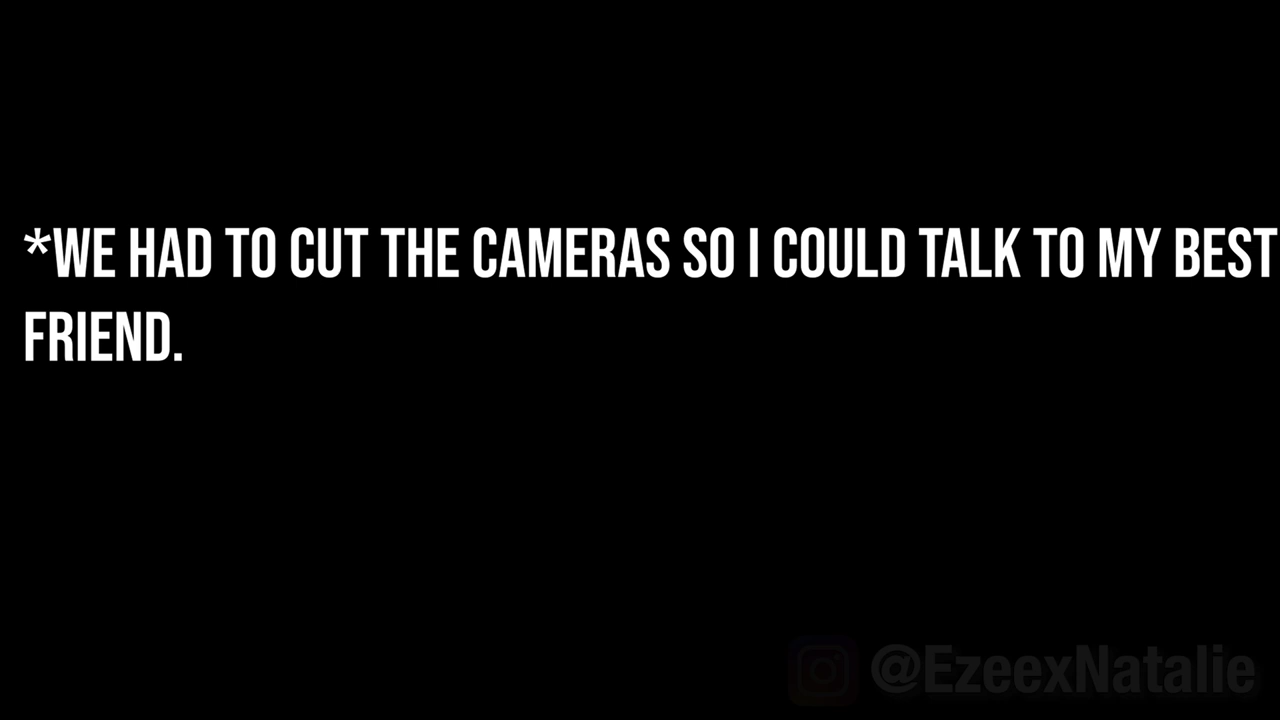 *WE HAD TO CUT THE CAMERAS SO I COULD TALK TO MY BEST
FRIEND.
@EzeexNatalie